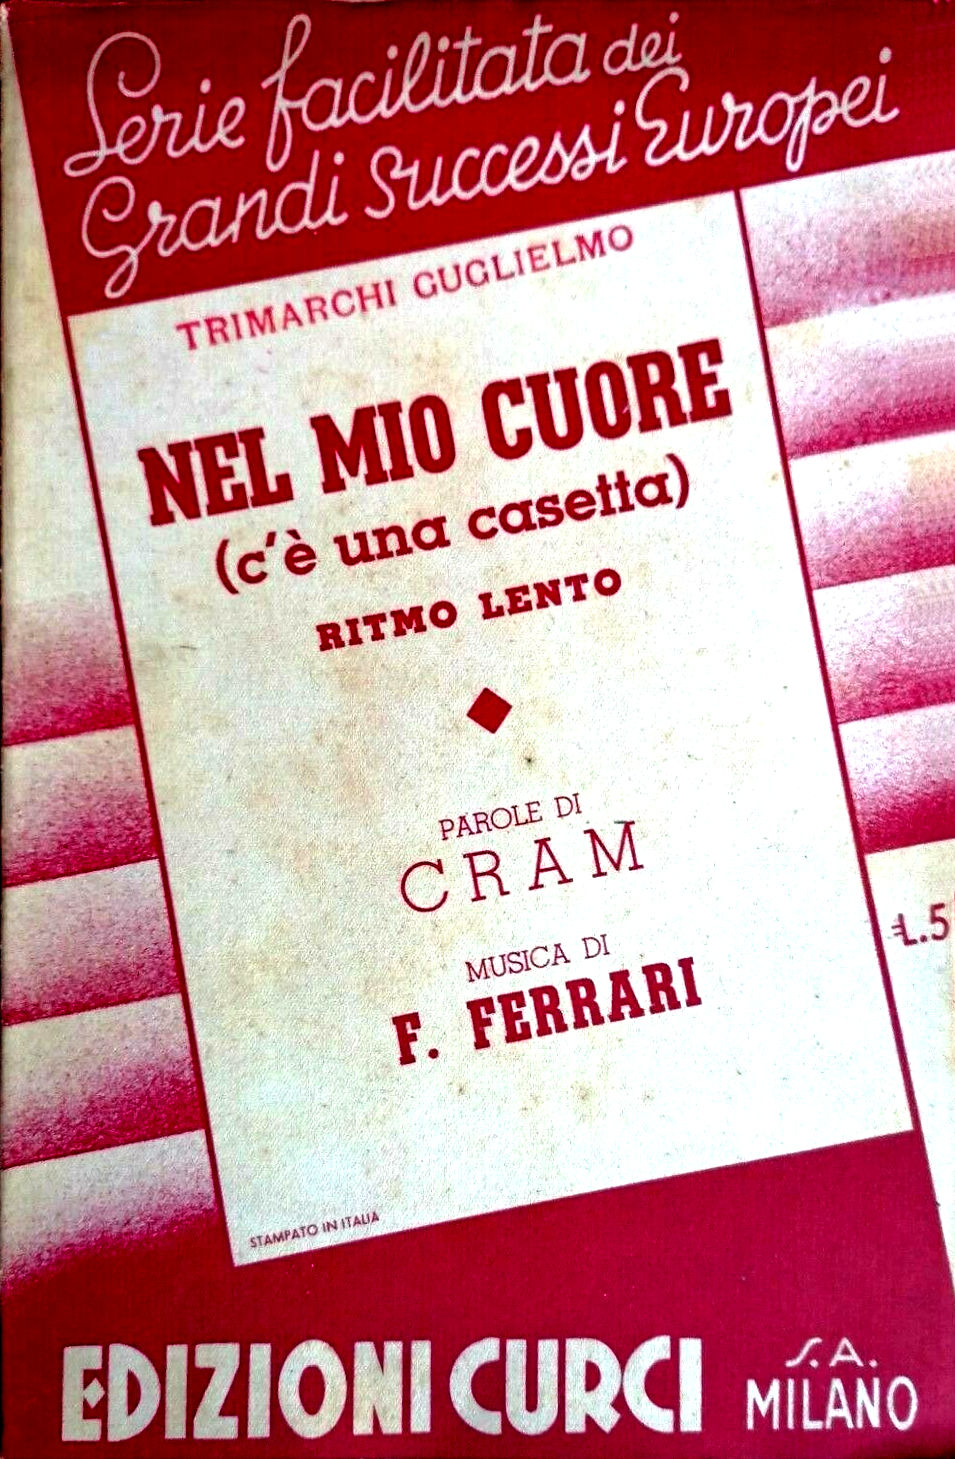 Serie facilitata dei
Grandi Successi Europei
TRIMARCHI GUGLIELMO
NEL MIO CUORE
(c'è una casetta)
RITMO LENTO
PAROLE DI
CRAM
MUSICA DI
F. FERRARI
L.5
STAMPATO IN ITALIA
EDIZIONI CURCI
S.A.
MILANO